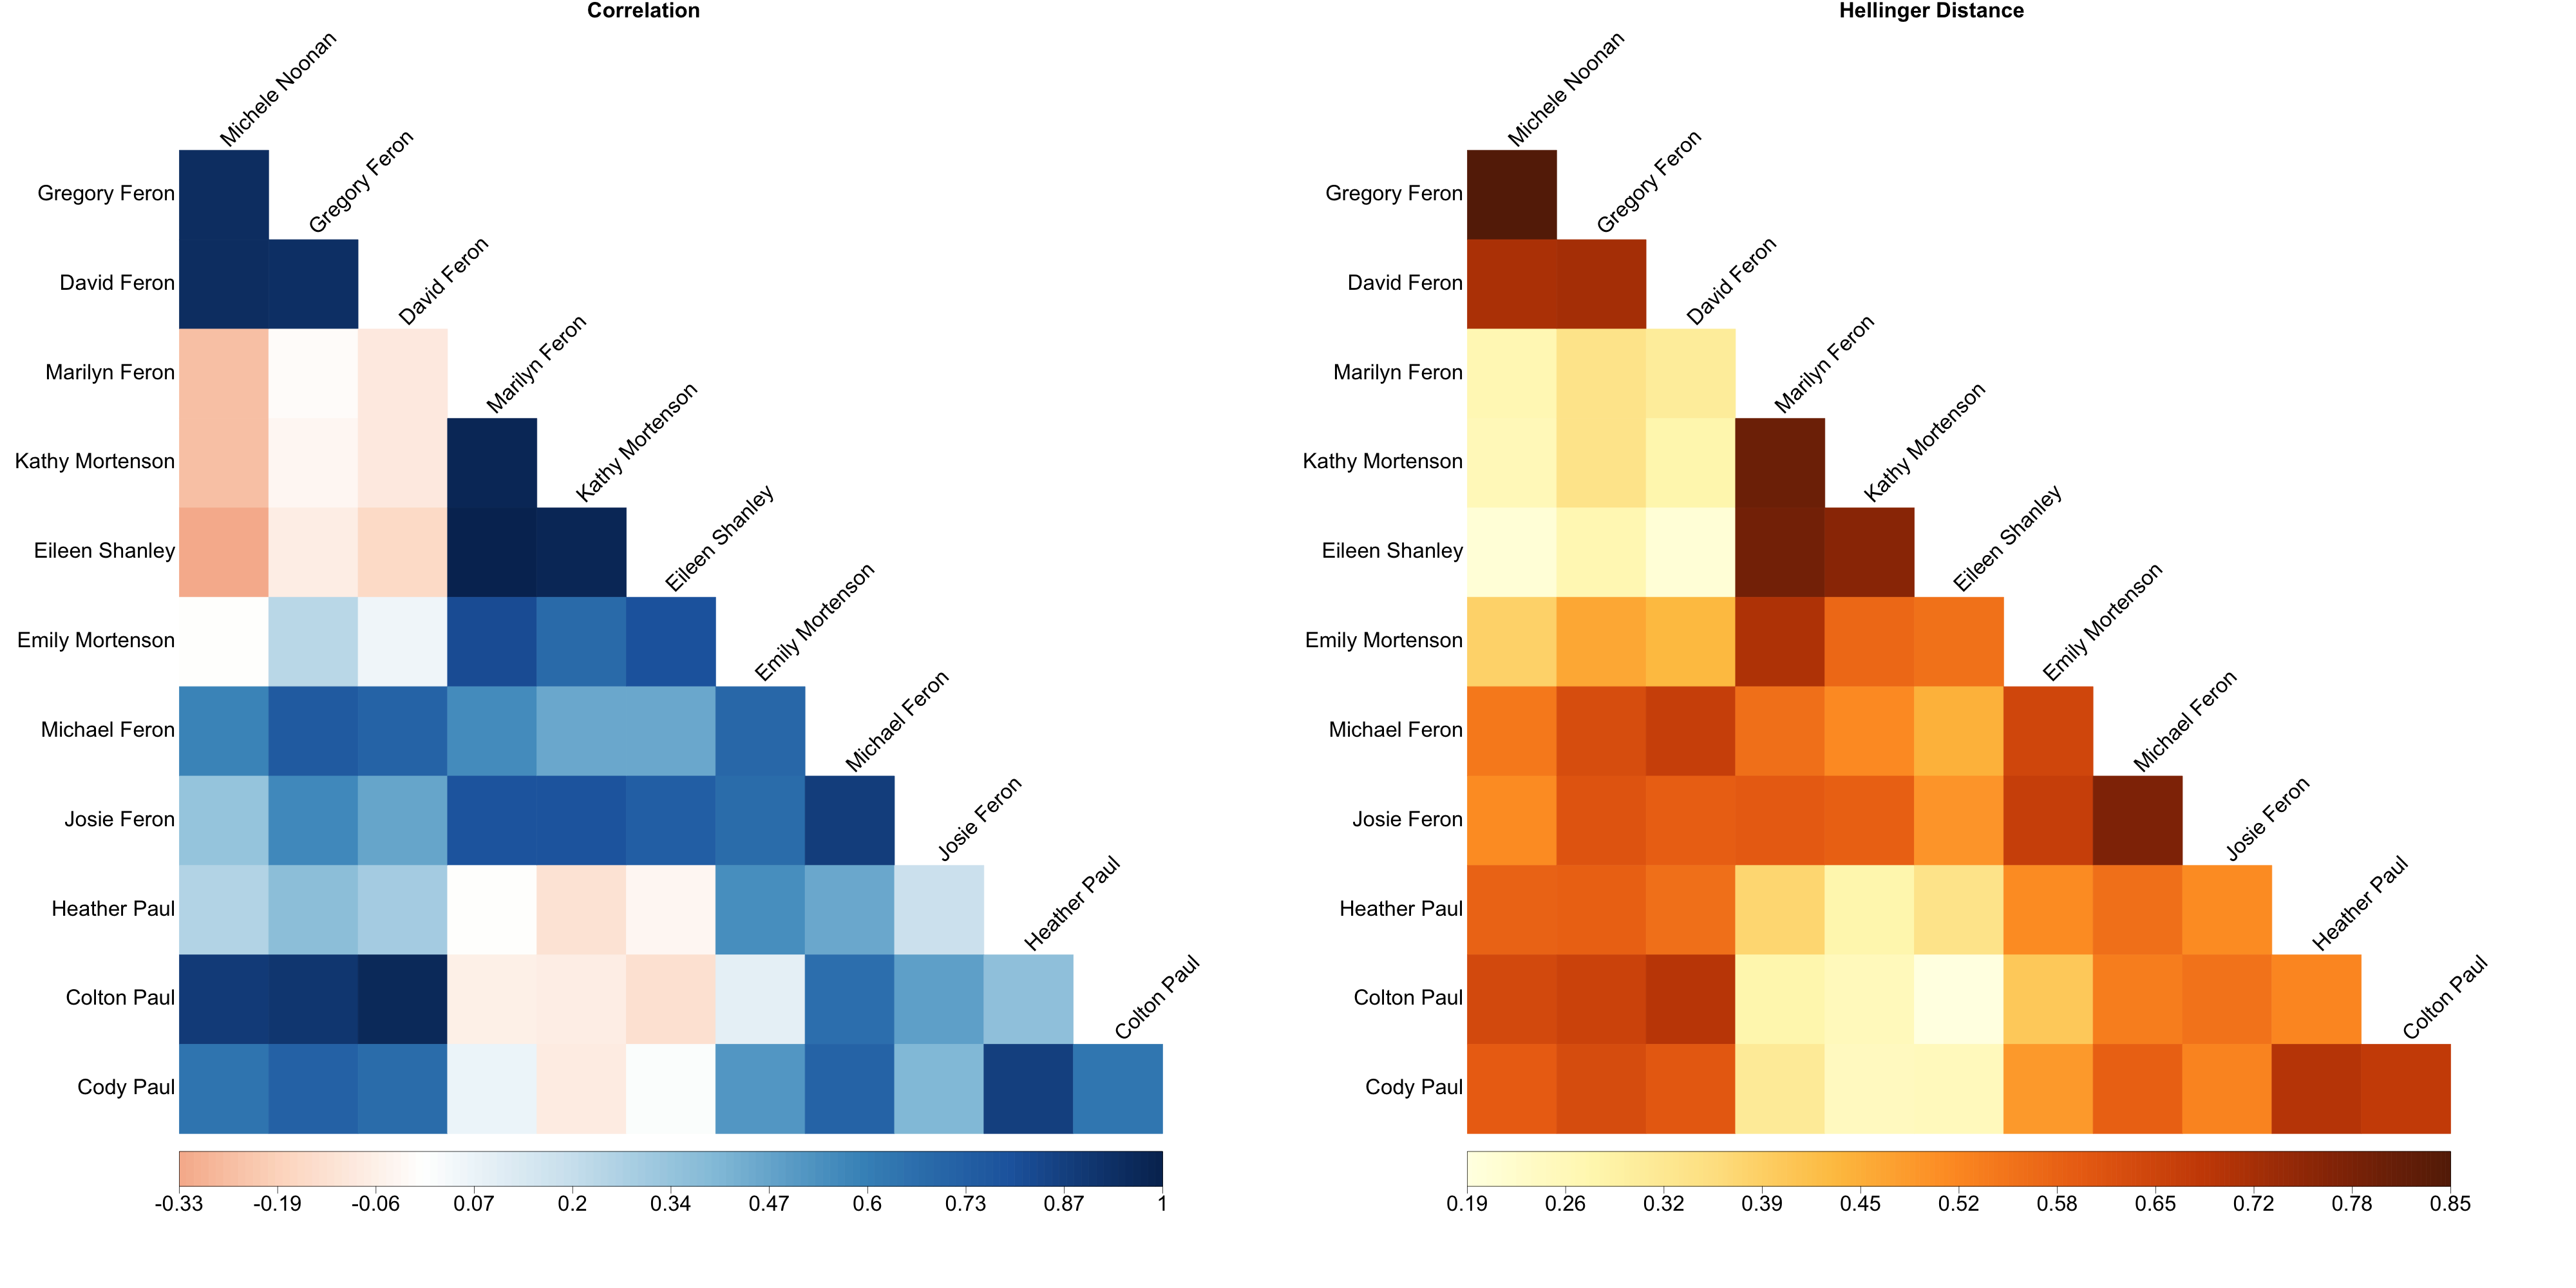 Correlation
Michele Noonan
Gregory Feron
David Feron
Marilyn Feron
Kathy Mortenson
Eileen Shanley
Emily Mortenson
Michael Feron
Josie Feron
Heather Paul
Colton Paul
Gregory Feron
David Feron
Marilyn Feron
Kathy Mortenson
Eileen Shanley
Emily Mortenson
Michael Feron
Josie Feron
Heather Paul
Colton Paul
Cody Paul
-0.33 -0.19 -0.06 0.07 0.2 0.34 0.47 0.6 0.73 0.87 1
Hellinger Distance
Michele Noonan
Gregory Feron
David Feron
Marilyn Feron
Kathy Mortenson
Eileen Shanley
Emily Mortenson
Michael Feron
Josie Feron
Heather Paul
Colton Paul
Gregory Feron
David Feron
Marilyn Feron
Kathy Mortenson
Eileen Shanley
Emily Mortenson
Michael Feron
Josie Feron
Heather Paul
Colton Paul
Cody Paul
0.19 0.26 0.32 0.39 0.45 0.52 0.58 0.65 0.72 0.78 0.85